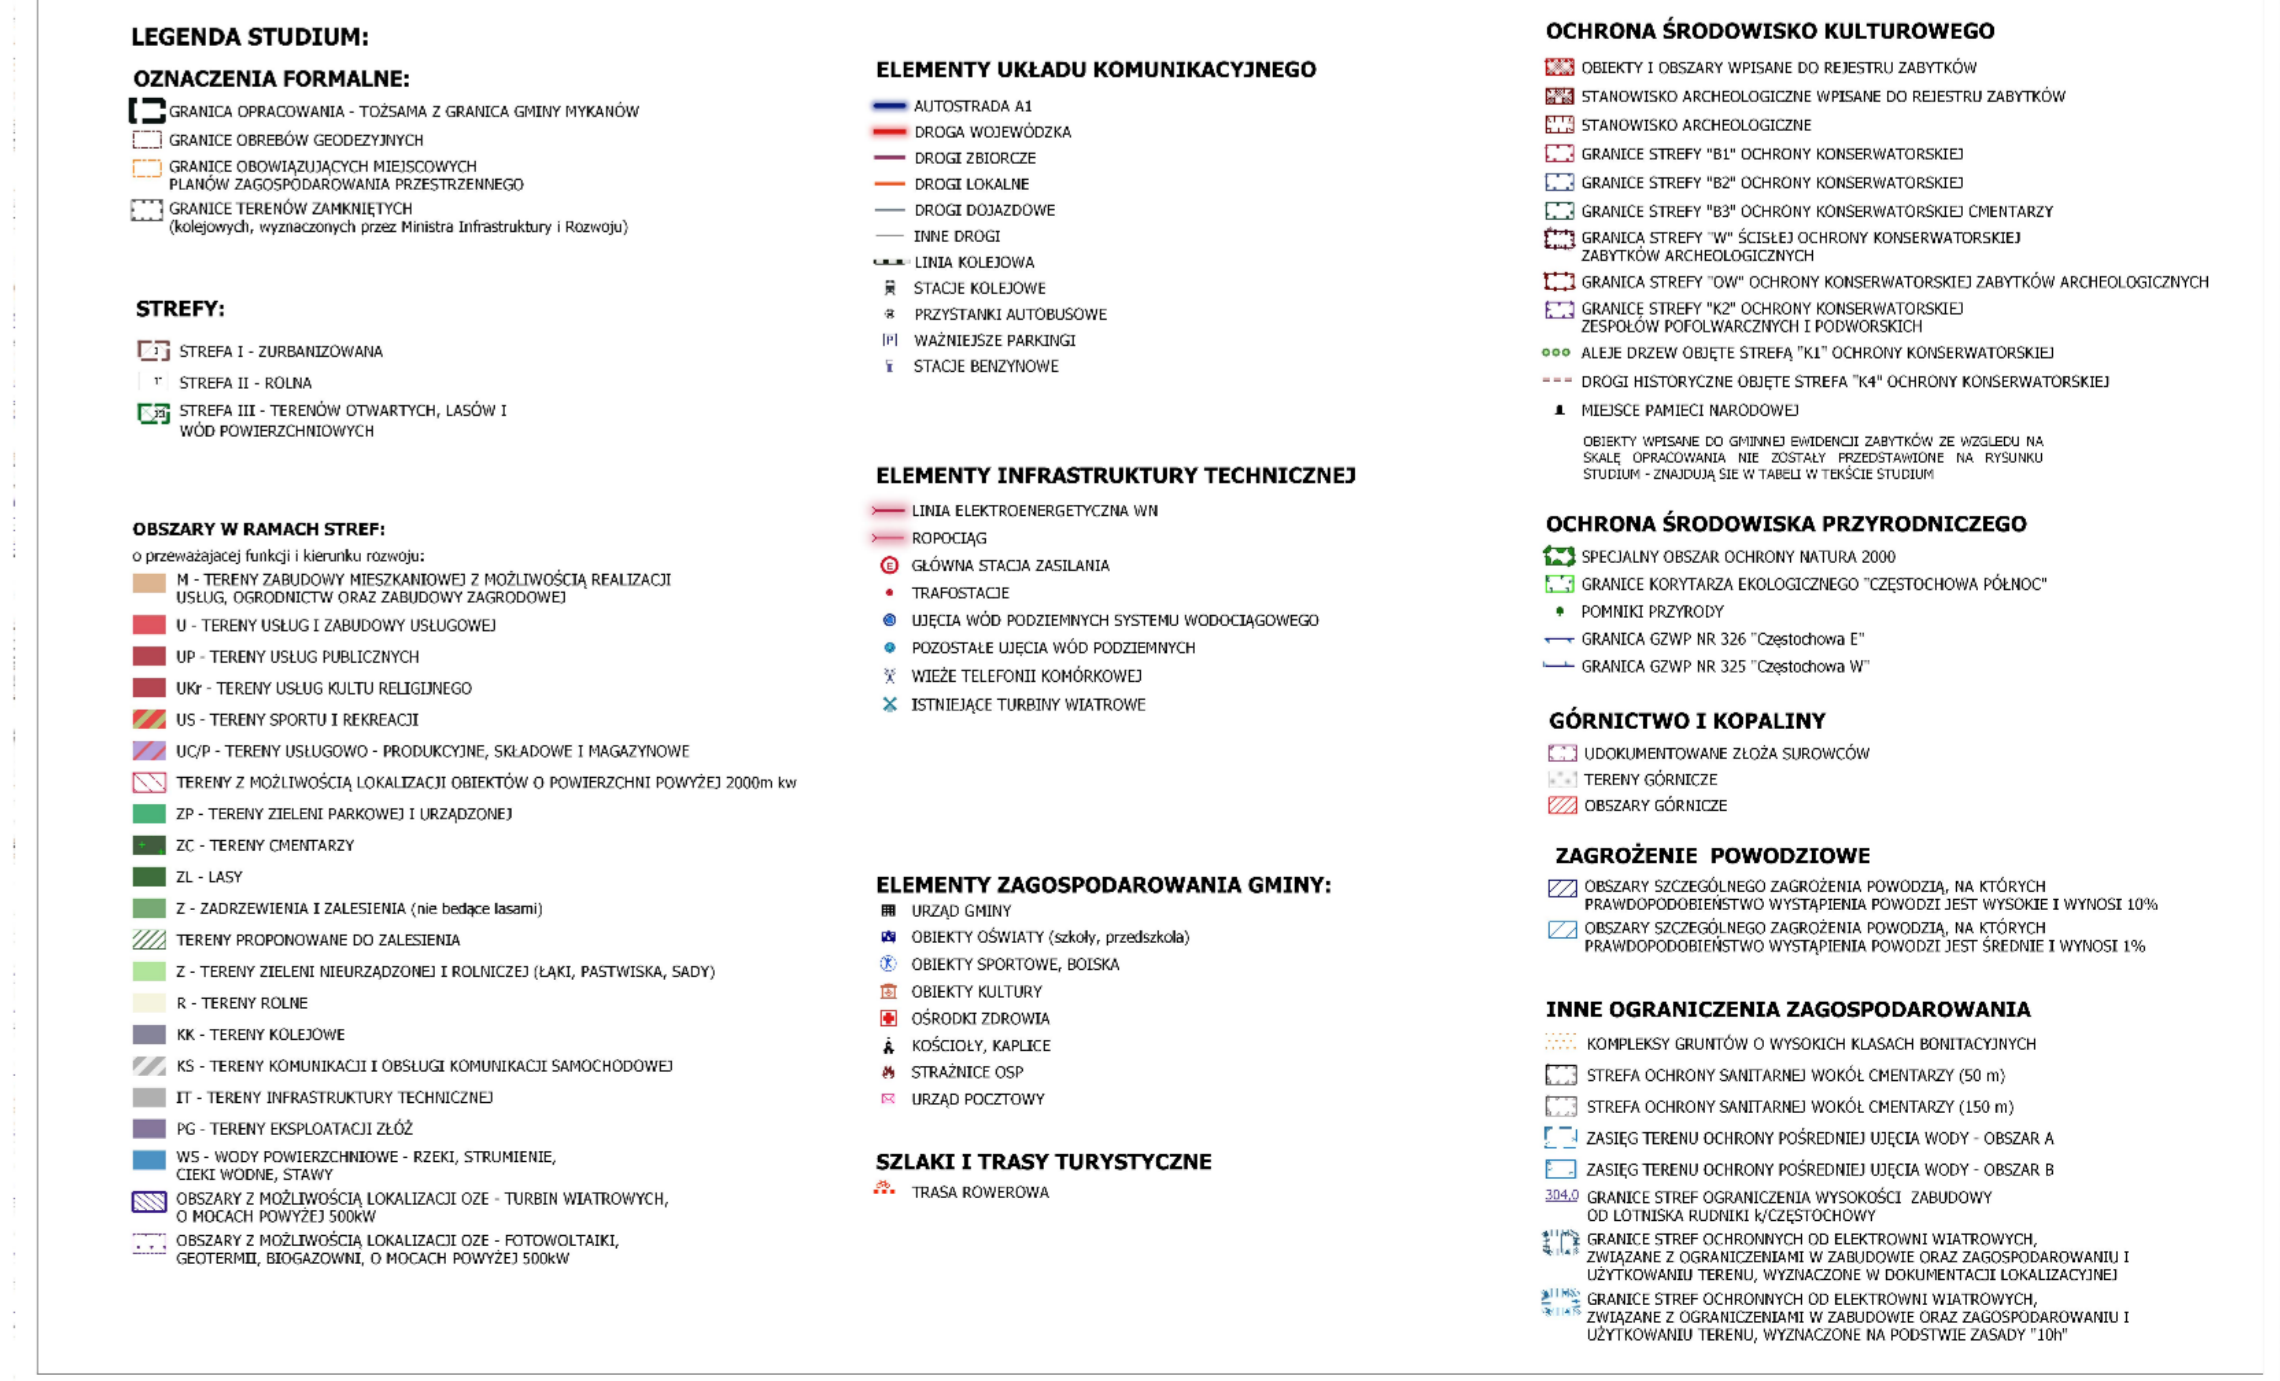 LEGENDA STUDIUM:
OZNACZENIA FORMALNE:
GRANICA OPRACOWANIA - TOŻSAMA Z GRANICA GMINY MYKANÓW
GRANICE OBREBÓW GEODEZYJNYCH
GRANICE OBOWIĄZUJĄCYCH MIEJSCOWYCH
PLANÓW ZAGOSPODAROWANIA PRZESTRZENNEGO
GRANICE TERENÓW ZAMKNIĘTYCH
(kolejowych, wyznaczonych przez Ministra Infrastruktury i Rozwoju)
STREFY:
STREFA I - ZURBANIZOWANA
STREFA II - ROLNA
STREFA III - TERENÓW OTWARTYCH, LASÓW I
WÓD POWIERZCHNIOWYCH
OBSZARY W RAMACH STREF:
o przeważajacej funkcji i kierunku rozwoju:
M - TERENY ZABUDOWY MIESZKANIOWEJ Z MOŻLIWOŚCIĄ REALIZACJI
USŁUG, OGRODNICTW ORAZ ZABUDOWY ZAGRODOWEJ
U - TERENY USŁUG I ZABUDOWY USŁUGOWEJ
UP - TERENY USŁUG PUBLICZNYCH
UKr - TERENY USŁUG KULTU RELIGIJNEGO
US - TERENY SPORTU I REKREACJI
UC/P - TERENY USŁUGOWO - PRODUKCYJNE, SKŁADOWE I MAGAZYNOWE
TERENY Z MOŻLIWOŚCIĄ LOKALIZACJI OBIEKTÓW O POWIERZCHNI POWYŻEJ 2000m kw
ZP - TERENY ZIELENI PARKOWEJ I URZĄDZONEJ
ZC - TERENY CMENTARZY
ZL - LASY
Z - ZADRZEWIENIA I ZALESIENIA (nie bedące lasami)
TERENY PROPONOWANE DO ZALESIENIA
Z - TERENY ZIELENI NIEURZĄDZONEJ I ROLNICZEJ (ŁĄKI, PASTWISKA, SADY)
R - TERENY ROLNE
KK - TERENY KOLEJOWE
KS - TERENY KOMUNIKACJI I OBSŁUGI KOMUNIKACJI SAMOCHODOWEJ
IT - TERENY INFRASTRUKTURY TECHNICZNEJ
PG - TERENY EKSPLOATACJI ZŁÓŻ
WS - WODY POWIERZCHNIOWE - RZEKI, STRUMIENIE,
CIEKI WODNE, STAWY
OBSZARY Z MOŻLIWOŚCIĄ LOKALIZACJI OZE - TURBIN WIATROWYCH,
O MOCACH POWYŻEJ 500kW
OBSZARY Z MOŻLIWOŚCIĄ LOKALIZACJI OZE - FOTOWOLTAIKI,
GEOTERMII, BIOGAZOWNI, O MOCACH POWYŻEJ 500kW
ELEMENTY UKŁADU KOMUNIKACYJNEGO
AUTOSTRADA A1
DROGA WOJEWÓDZKA
DROGI ZBIORCZE
DROGI LOKALNE
DROGI DOJAZDOWE
INNE DROGI
LINIA KOLEJOWA
STACJE KOLEJOWE
PRZYSTANKI AUTOBUSOWE
[P] WAŻNIEJSZE PARKINGI
STACJE BENZYNOWE
ELEMENTY INFRASTRUKTURY TECHNICZNEJ
LINIA ELEKTROENERGETYCZNA WN
ROPOCIĄG
E GŁÓWNA STACJA ZASILANIA
TRAFOSTACJE
UJĘCIA WÓD PODZIEMNYCH SYSTEMU WODOCIĄGOWEGO
POZOSTAŁE UJĘCIA WÓD PODZIEMNYCH
WIEŻE TELEFONII KOMÓRKOWEJ
ISTNIEJĄCE TURBINY WIATROWE
ELEMENTY ZAGOSPODAROWANIA GMINY:
URZĄD GMINY
OBIEKTY OŚWIATY (szkoły, przedszkola)
OBIEKTY SPORTOWE, BOISKA
OBIEKTY KULTURY
OŚRODKI ZDROWIA
KOŚCIOŁY, KAPLICE
STRAŻNICE OSP
URZĄD POCZTOWY
SZLAKI I TRASY TURYSTYCZNE
TRASA ROWEROWA
OCHRONA ŚRODOWISKO KULTUROWEGO
OBIEKTY I OBSZARY WPISANE DO REJESTRU ZABYTKÓW
STANOWISKO ARCHEOLOGICZNE WPISANE DO REJESTRU ZABYTKÓW
STANOWISKO ARCHEOLOGICZNE
GRANICE STREFY "B1" OCHRONY KONSERWATORSKIEJ
GRANICE STREFY "B2" OCHRONY KONSERWATORSKIEJ
GRANICE STREFY "B3" OCHRONY KONSERWATORSKIEJ CMENTARZY
GRANICA STREFY "W" ŚCISŁEJ OCHRONY KONSERWATORSKIEJ
ZABYTKÓW ARCHEOLOGICZNYCH
GRANICA STREFY "OW" OCHRONY KONSERWATORSKIEJ ZABYTKÓW ARCHEOLOGICZNYCH
GRANICE STREFY "K2" OCHRONY KONSERWATORSKIEJ
ZESPOŁÓW POFOLWARCZNYCH I PODWORSKICH
ALEJE DRZEW OBJĘTE STREFĄ "K1" OCHRONY KONSERWATORSKIEJ
DROGI HISTORYCZNE OBJĘTE STREFA "K4" OCHRONY KONSERWATORSKIEJ
MIEJSCE PAMIECI NARODOWEJ
OBIEKTY WPISANE DO GMINNEJ EWIDENCJI ZABYTKÓW ZE WZGLEDU NA
SKALĘ OPRACOWANIA NIE ZOSTAŁY PRZEDSTAWIONE NA RYSUNKU
STUDIUM - ZNAJDUJĄ SIE W TABELI W TEKŚCIE STUDIUM
OCHRONA ŚRODOWISKA PRZYRODNICZEGO
SPECJALNY OBSZAR OCHRONY NATURA 2000
GRANICE KORYTARZA EKOLOGICZNEGO "CZĘSTOCHOWA PÓŁNOC"
POMNIKI PRZYRODY
GRANICA GZWP NR 326 "Częstochowa E"
GRANICA GZWP NR 325 "Częstochowa W"
GÓRNICTWO I KOPALINY
UDOKUMENTOWANE ZŁOŻA SUROWCÓW
TERENY GÓRNICZE
OBSZARY GÓRNICZE
ZAGROŻENIE POWODZIOWE
OBSZARY SZCZEGÓLNEGO ZAGROŻENIA POWODZIĄ, NA KTÓRYCH
PRAWDOPODOBIEŃSTWO WYSTĄPIENIA POWODZI JEST WYSOKIE I WYNOSI 10%
OBSZARY SZCZEGÓLNEGO ZAGROŻENIA POWODZIĄ, NA KTÓRYCH
PRAWDOPODOBIEŃSTWO WYSTĄPIENIA POWODZI JEST ŚREDNIE I WYNOSI 1%
INNE OGRANICZENIA ZAGOSPODAROWANIA
KOMPLEKSY GRUNTÓW O WYSOKICH KLASACH BONITACYJNYCH
STREFA OCHRONY SANITARNEJ WOKÓŁ CMENTARZY (50 m)
STREFA OCHRONY SANITARNEJ WOKÓŁ CMENTARZY (150 m)
ZASIĘG TERENU OCHRONY POŚREDNIEJ UJĘCIA WODY - OBSZAR A
ZASIĘG TERENU OCHRONY POŚREDNIEJ UJĘCIA WODY - OBSZAR B
304,0 GRANICE STREF OGRANICZENIA WYSOKOŚCI ZABUDOWY
OD LOTNISKA RUDNIKI k/CZĘSTOCHOWY
GRANICE STREF OCHRONNYCH OD ELEKTROWNI WIATROWYCH,
ZWIĄZANE Z OGRANICZENIAMI W ZABUDOWIE ORAZ ZAGOSPODAROWANIU I
UŻYTKOWANIU TERENU, WYZNACZONE W DOKUMENTACJI LOKALIZACYJNEJ
GRANICE STREF OCHRONNYCH OD ELEKTROWNI WIATROWYCH,
ZWIĄZANE Z OGRANICZENIAMI W ZABUDOWIE ORAZ ZAGOSPODAROWANIU I
UŻYTKOWANIU TERENU, WYZNACZONE NA PODSTWIE ZASADY "10h"